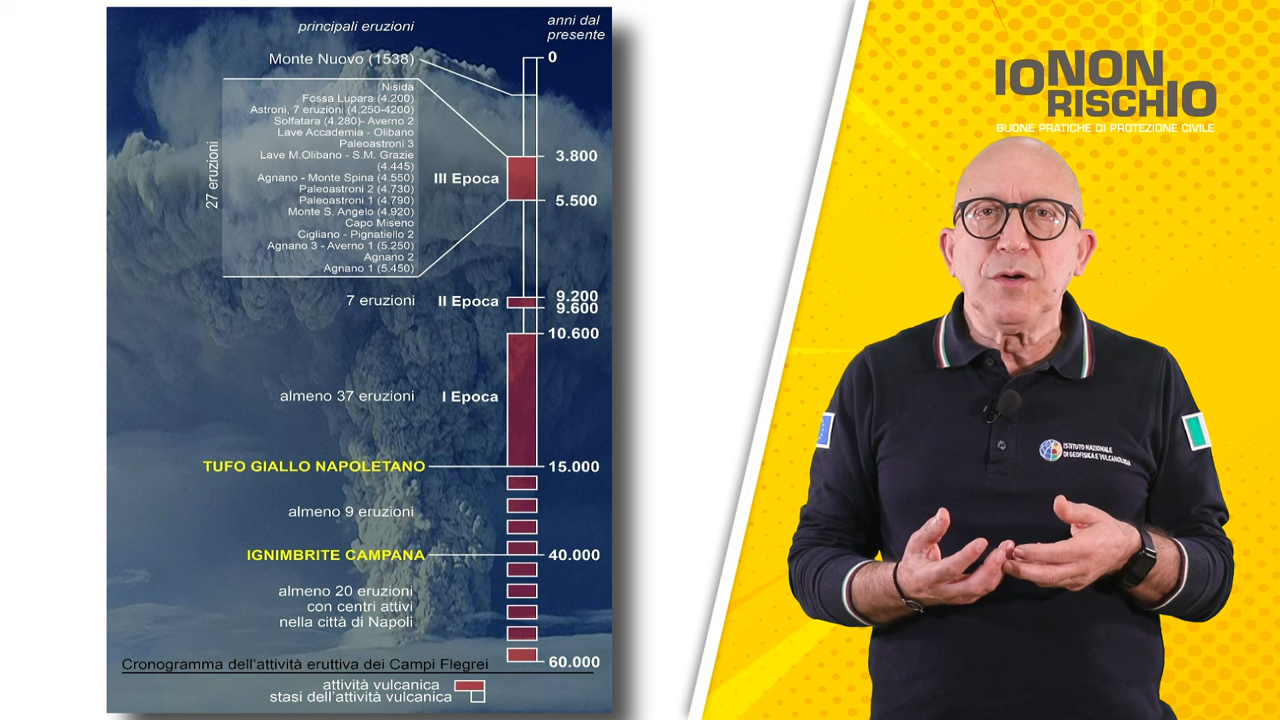 principali eruzioni
anni dal
presente
Monte Nuovo (1538)
0
27 eruzioni
Nisida
Fossa Lupara (4.200)
Astroni, 7 eruzioni (4.250-4200)
Solfatara (4.280)- Averno 2
Lave Accademia - Olibano
Paleoastroni 3
Lave M.Olibano - S.M. Grazie
(4.445)
Agnano - Monte Spina (4.550)
Paleoastroni 2 (4.730)
Paleoastroni 1 (4.790)
Monte S. Angelo (4.920)
Capo Miseno
Cigliano - Pignatiello 2
Agnano 3 - Averno 1 (5.250)
Agnano 2
Agnano 1 (5.450)
3.800
III Epoca
5.500
7 eruzioni
II Epoca
9.200
9.600
10.600
almeno 37 eruzioni
I Epoca
TUFO GIALLO NAPOLETANO
15.000
almeno 9 eruzioni
IGNIMBRITE CAMPANA
40.000
almeno 20 eruzioni
con centri attivi
nella città di Napoli
60.000
Cronogramma dell'attività eruttiva dei Campi Flegrei
attività vulcanica
stasi dell'attività vulcanica
IO NON
RISCHIO
BUONE PRATICHE DI PROTEZIONE CIVILE
ISTITUTO NAZIONALE
DI GEOFISICA E VULCANOLOGIA